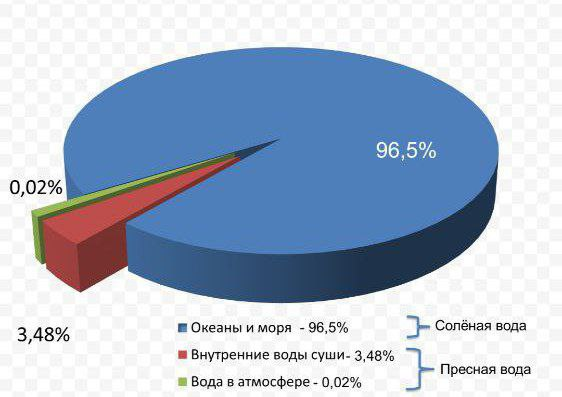 96,5%
0,02%
3,48%
Океаны и моря - 96,5%
Солёная вода
Внутренние воды суши- 3,48%
Пресная вода
Вода в атмосфере - 0,02%